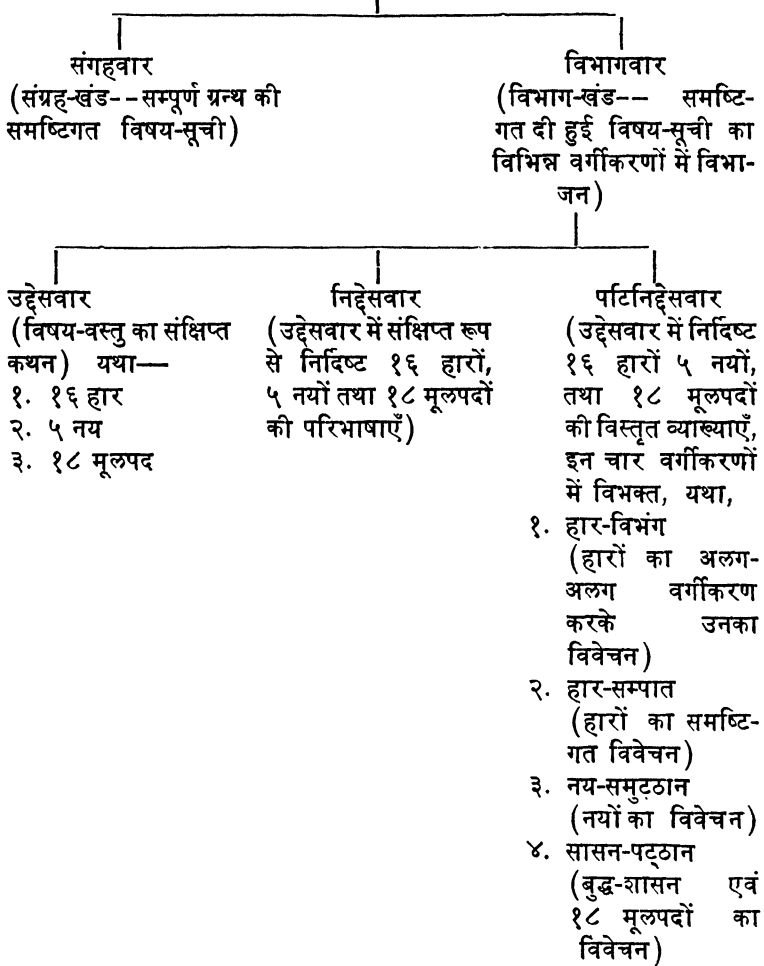 संगहवार
(संग्रह-खंड--सम्पूर्ण ग्रन्थ की
समष्टिगत विषय-सूची)
विभागवार
(विभाग-खंड-- समष्टि-
गत दी हुई विषय-सूची का
विभिन्न वर्गीकरणों में विभा-
जन)
उद्देसवार
(विषय-वस्तु का संक्षिप्त
कथन) यथा—
१. १६ हार
२. ५ नय
३. १८ मूलपद
निद्देसवार
(उद्देसवार में संक्षिप्त रूप
से निर्दिष्ट १६ हारों,
५ नयों तथा १८ मूलपदों
की परिभाषाएँ)
पटिनिद्देसवार
(उद्देसवार में निर्दिष्ट
१६ हारों ५ नयों,
तथा १८ मूलपदों
की विस्तृत व्याख्याएँ,
इन चार वर्गीकरणों
में विभक्त, यथा,
१. हार-विभंग
(हारों का अलग-
अलग वर्गीकरण
करके उनका
विवेचन)
२. हार-सम्पात
(हारों का समष्टि-
गत विवेचन)
३. नय-समुट्ठान
(नयों का विवेचन)
४. सासन-पट्ठान
(बुद्ध-शासन एवं
१८ मूलपदों का
विवेचन)